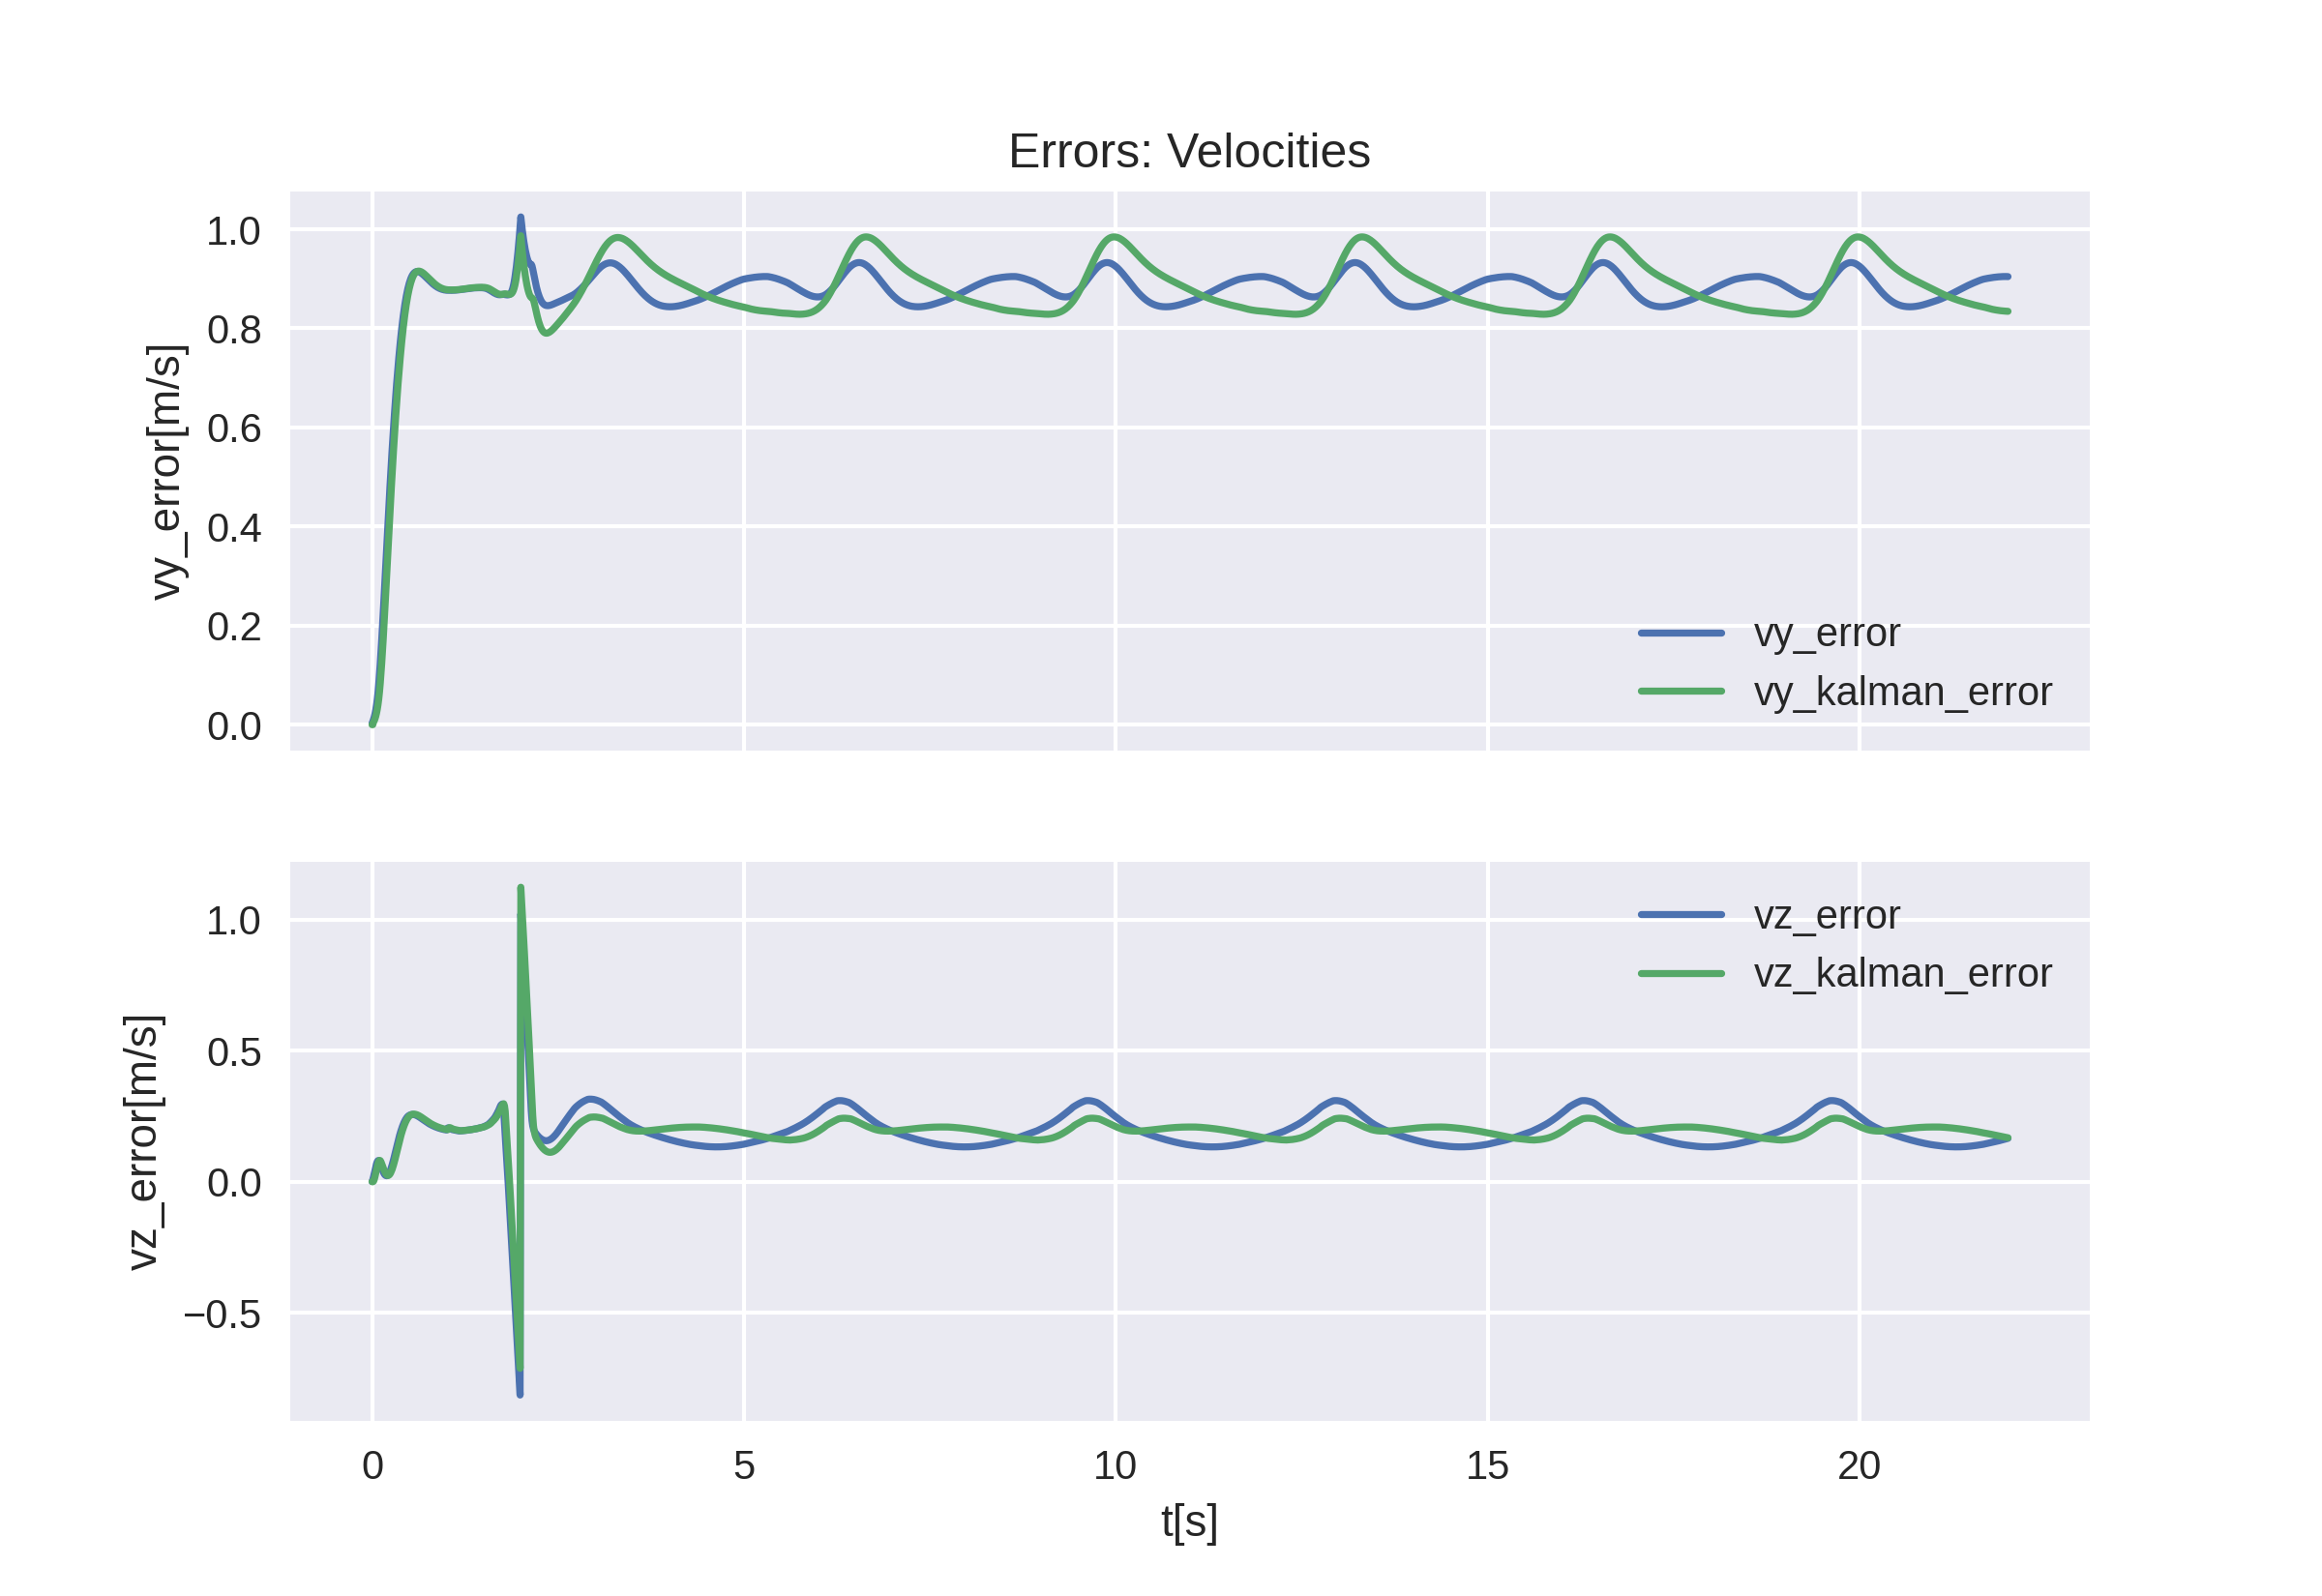 Errors: Velocities
1.0
0.8
0.6
0.4
0.2
0.0
vy_error[m/s]
vy_error
vy_kalman_error
1.0
0.5
0.0
−0.5
vz_error[m/s]
vz_error
vz_kalman_error
0 5 10 15 20
t[s]